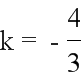 k = - 4/3